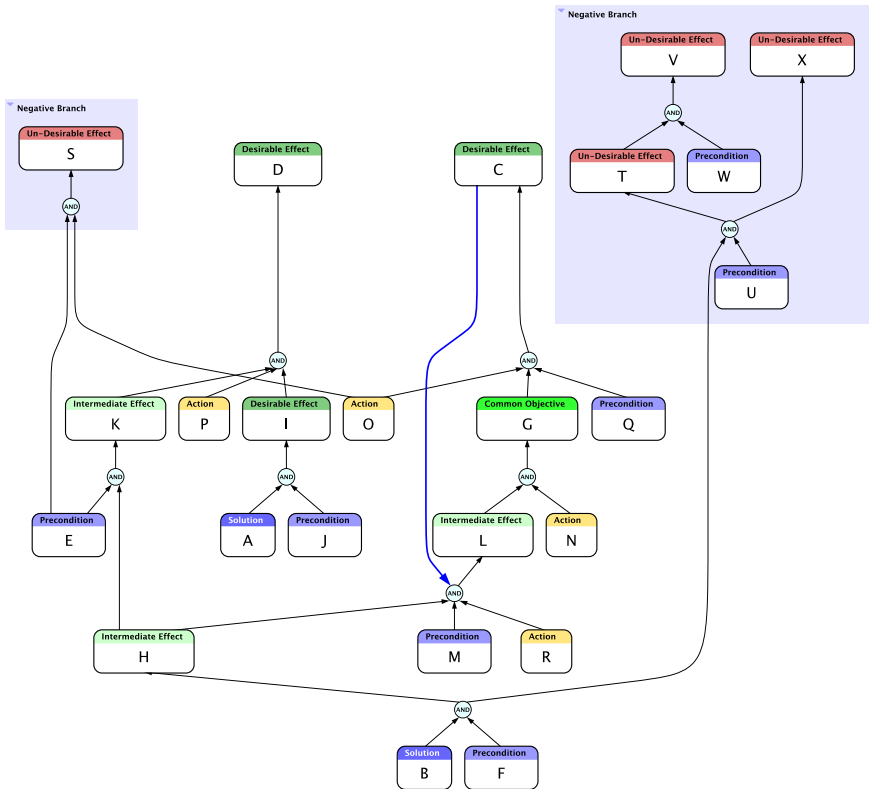 Negative Branch
Un-Desirable Effect
V
Un-Desirable Effect
X
AND
Un-Desirable Effect
T
Precondition
W
AND
Precondition
U
Negative Branch
Un-Desirable Effect
S
AND
Desirable Effect
D
Desirable Effect
C
AND
AND
Intermediate Effect
K
Action
P
Desirable Effect
I
Action
O
Common Objective
G
Precondition
Q
AND
AND
AND
Precondition
E
Solution
A
Precondition
J
Intermediate Effect
L
Action
N
AND
Intermediate Effect
H
Precondition
M
Action
R
AND
Solution
B
Precondition
F